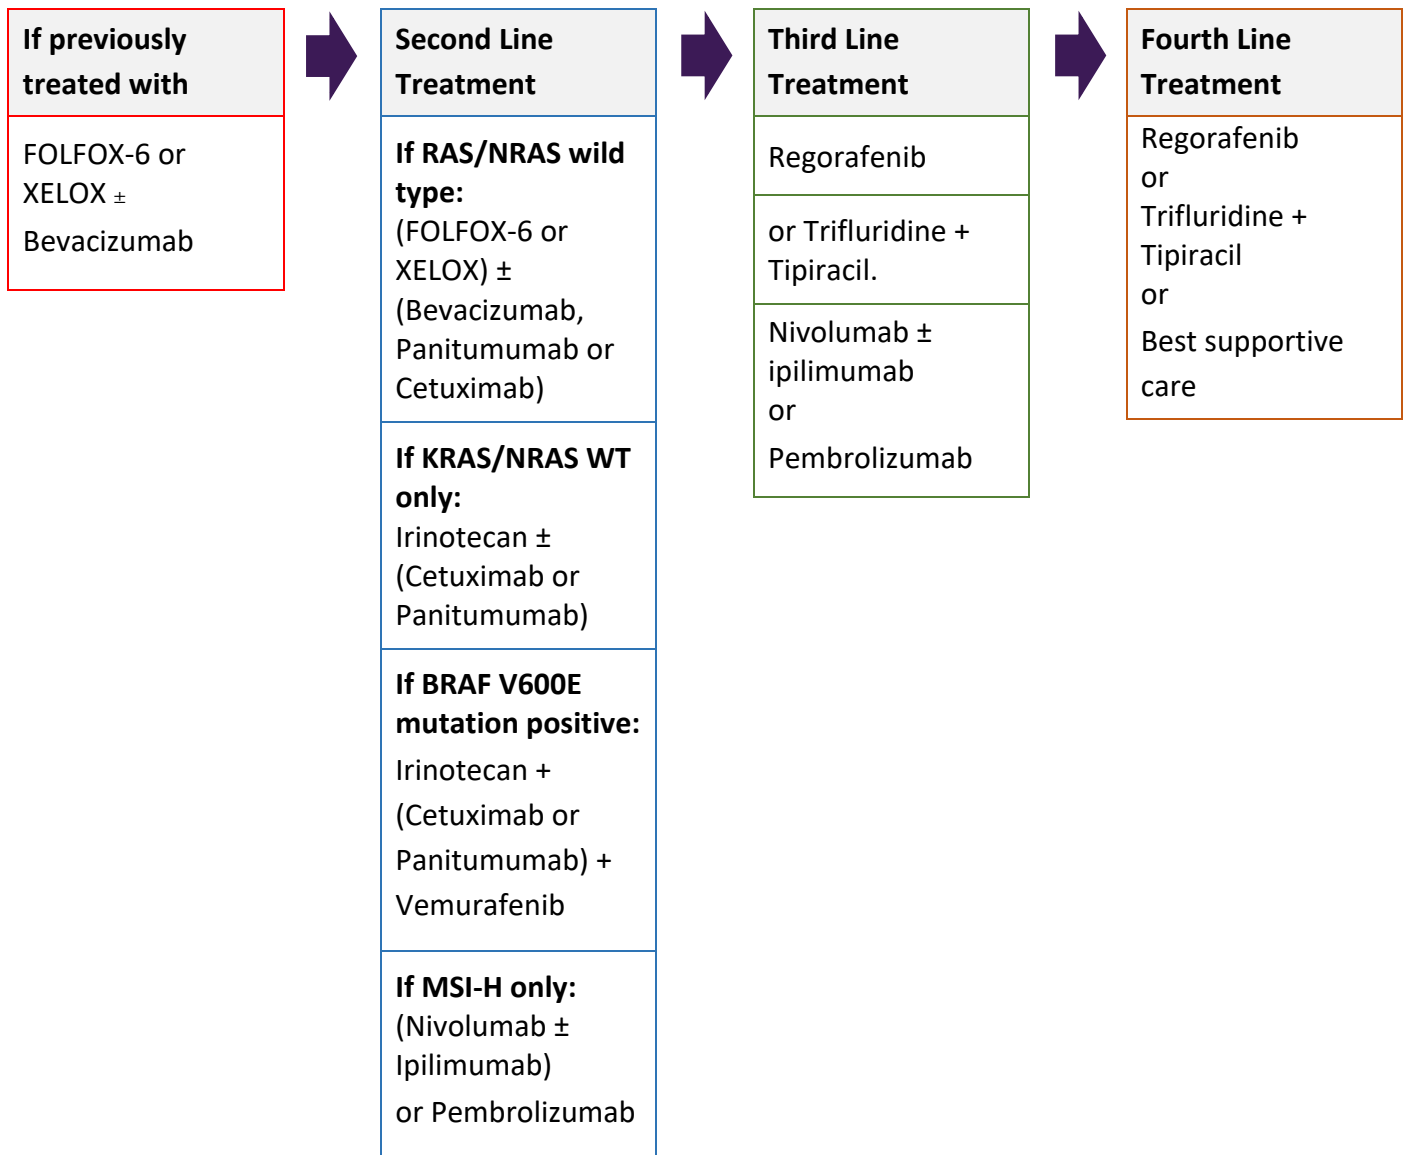 If previously
treated with
FOLFOX-6 or
XELOX ±
Bevacizumab
Second Line
Treatment
If RAS/NRAS wild
type:
(FOLFOX-6 or
XELOX) ±
(Bevacizumab,
Panitumumab or
Cetuximab)
If KRAS/NRAS WT
only:
Irinotecan ±
(Cetuximab or
Panitumumab)
If BRAF V600E
mutation positive:
Irinotecan +
(Cetuximab or
Panitumumab) +
Vemurafenib
If MSI-H only:
(Nivolumab ±
Ipilimumab)
or Pembrolizumab
Third Line
Treatment
Regorafenib
or Trifluridine +
Tipiracil.
Nivolumab ±
ipilimumab
or
Pembrolizumab
Fourth Line
Treatment
Regorafenib
or
Trifluridine +
Tipiracil
or
Best supportive
care